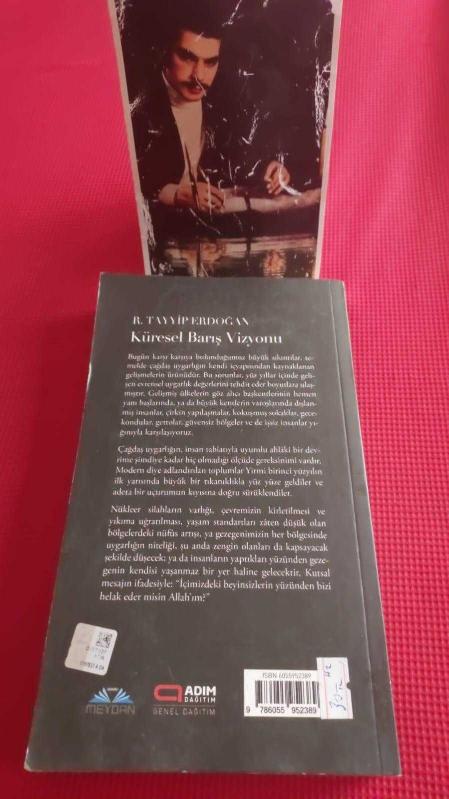 R. TAYYİP ERDOĞAN
Küresel Barış Vizyonu
Bugün karşı karşıya bulunduğumuz büyük sıkıntılar, te-
melde çağdaş uygarlığın kendi içyapısından kaynaklanan
gelişmelerin ürünüdür. Bu sorunlar, yüz yıllar içinde geli-
şen evrensel uygarlık değerlerini tehdit eder boyutlara ulaş-
mıştır. Gelişmiş ülkelerin göz alıcı başkentlerinin hemen
yanı başlarında, ya da büyük kentlerin varoşlarında dışlan-
mış insanlar, çirkin yapılaşmalar, kokuşmuş sokaklar, gece-
kondular, gettolar, güvensiz bölgeler ve de işsiz insanlar yı-
ğınıyla karşılaşıyoruz.
Çağdaş uygarlığın, insan tabiatıyla uyumlu ahlâki bir dev-
rime şimdiye kadar hiç olmadığı ölçüde gereksinimi vardır.
Modern diye adlandırılan toplumlar Yirmi birinci yüzyılın
ilk yarısında büyük bir tıkanıklıkla yüz yüze geldiler ve
adeta bir uçurumun kıyısına doğru sürüklendiler.
Nükleer silahların varlığı, çevremizin kirletilmesi ve
yıkıma uğratılması, yaşam standartları zâten düşük olan
bölgelerdeki nüfus artışı, ya gezegenimizin her bölgesinde
uygarlığın niteliği, şu anda zengin olanları da kapsayacak
şekilde düşecek; ya da insanların yaptıkları yüzünden geze-
genin kendisi yaşanmaz bir yer haline gelecektir. Kutsal
mesajın ifadesiyle: “İçimizdeki beyinsizlerin yüzünden bizi
helak eder misin Allah'ım?”
MEYDAN
ADIM
DAĞITIM
GENEL DAĞITIM
ISBN 6055952389
9 786055 952389